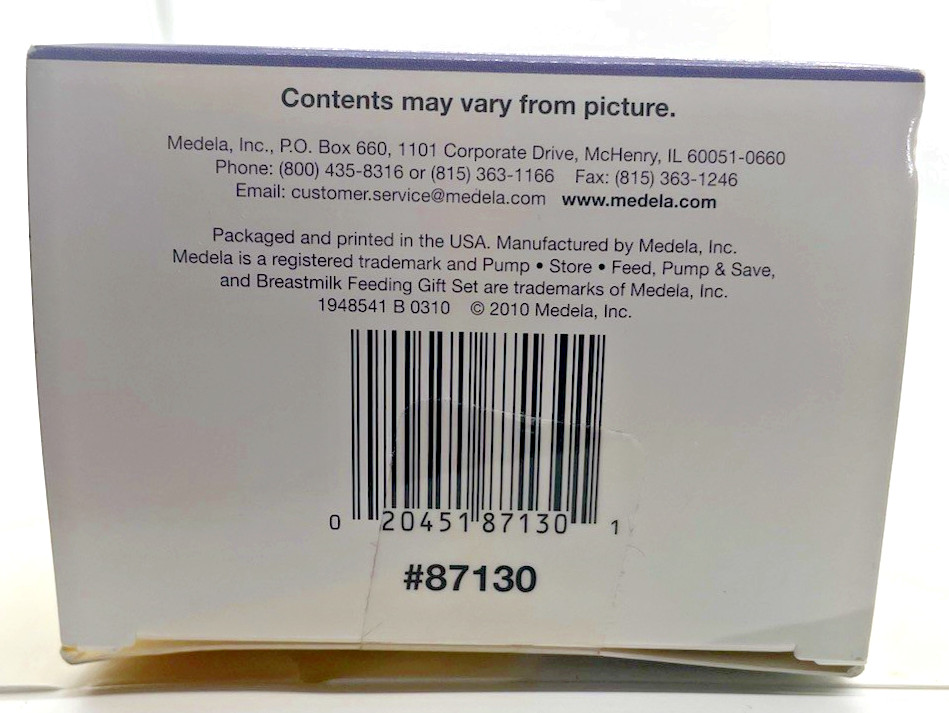 Contents may vary from picture.
Medela, Inc., P.O. Box 660, 1101 Corporate Drive, McHenry, IL 60051-0660
Phone: (800) 435-8316 or (815) 363-1166 Fax: (815) 363-1246
Email: customer.service@medela.com www.medela.com
Packaged and printed in the USA. Manufactured by Medela, Inc.
Medela is a registered trademark and Pump • Store • Feed, Pump & Save,
and Breastmilk Feeding Gift Set are trademarks of Medela, Inc.
1948541 B 0310 © 2010 Medela, Inc.
0 20451 87130 1
#87130